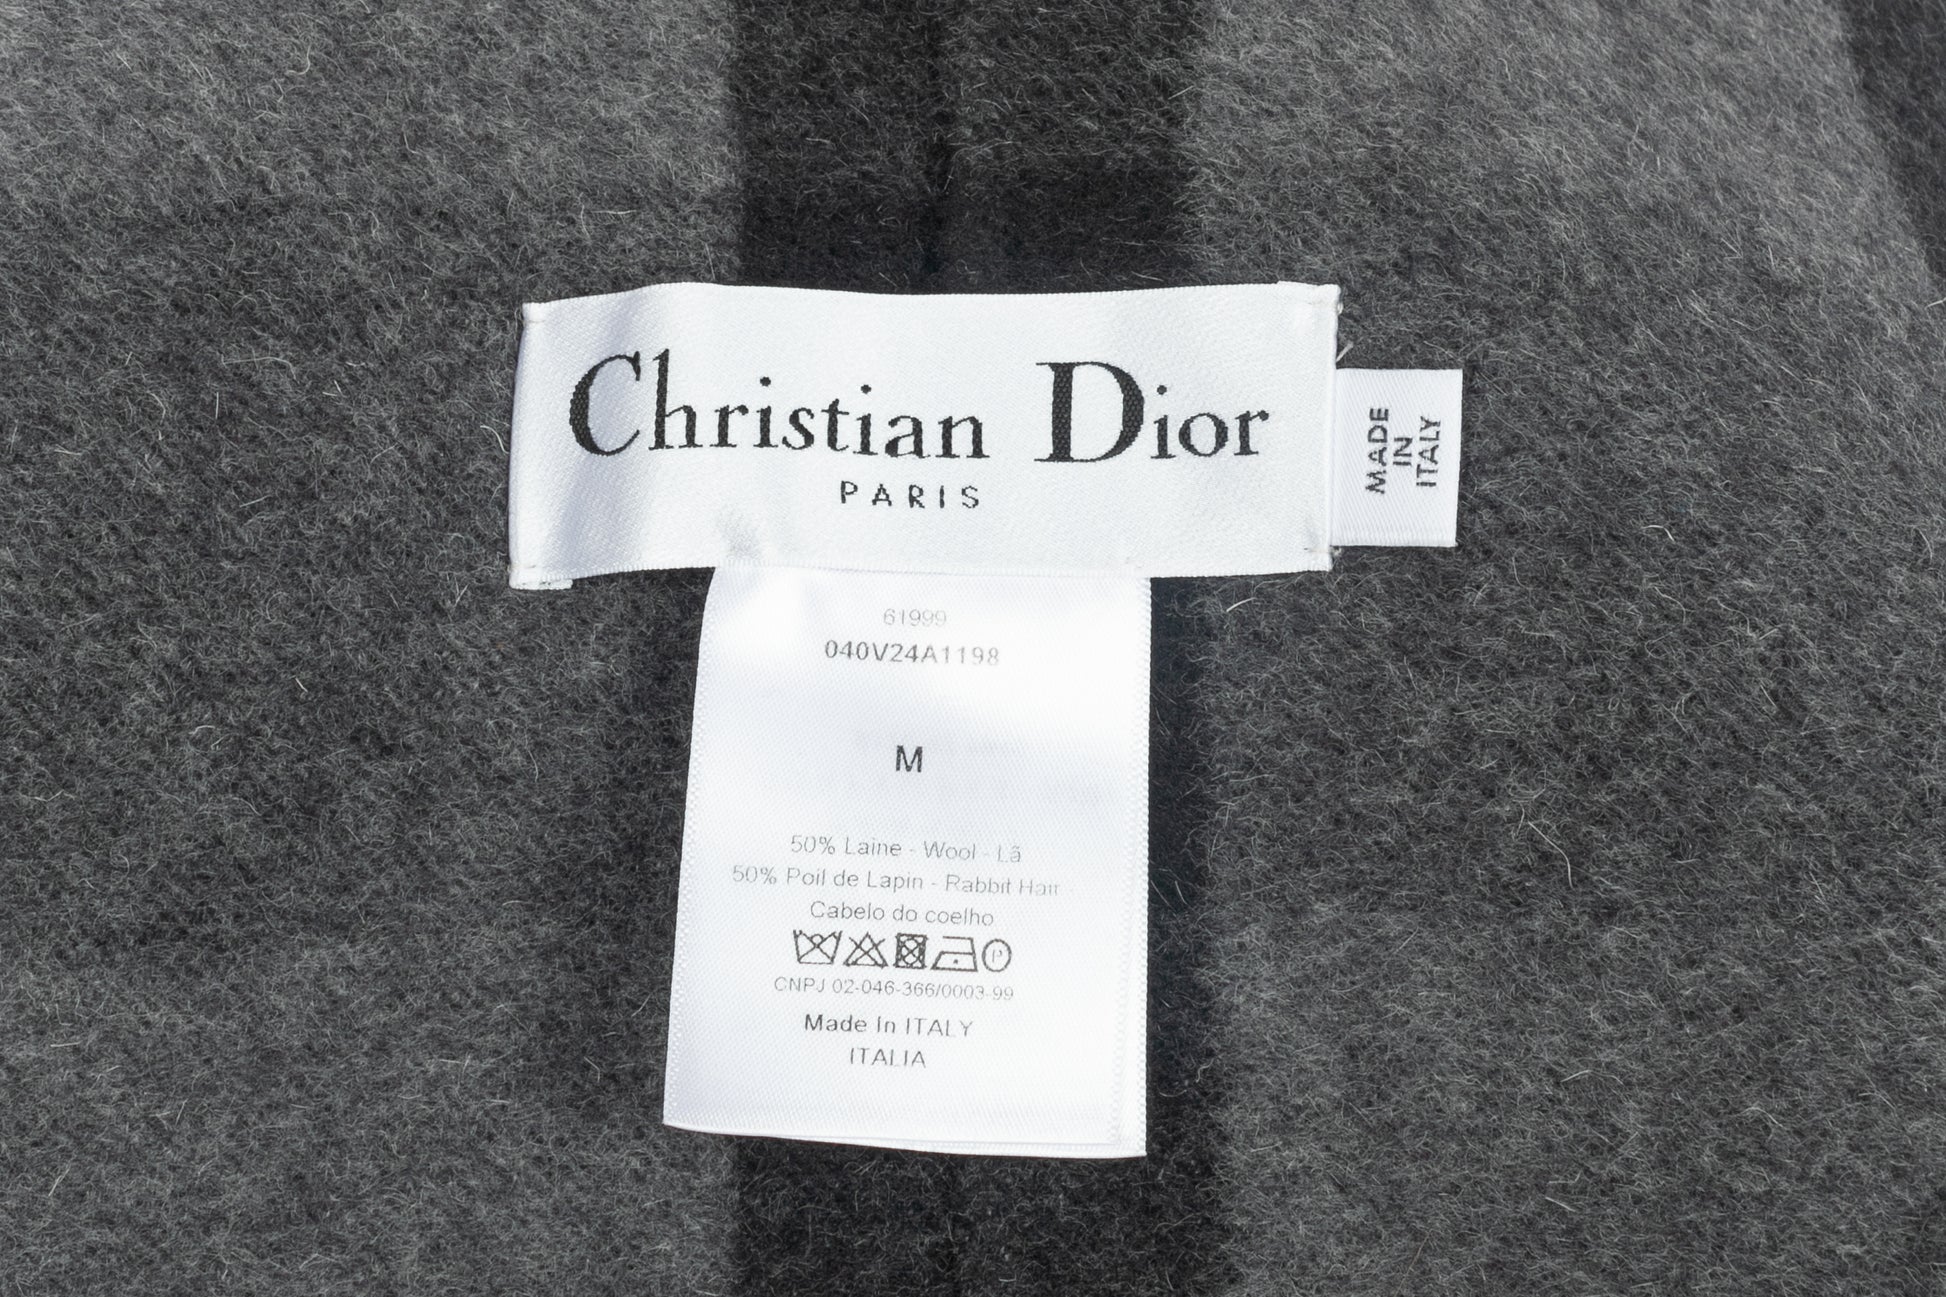 Christian Dior
PARIS
MADE
IN
ITALY
61999
040V24A1198
M
50% Laine - Wool - Lã
50% Poil de Lapin - Rabbit Hair -
Cabelo do coelho
P
CNPJ 02-046-366/0003-99
Made In ITALY
ITALIA